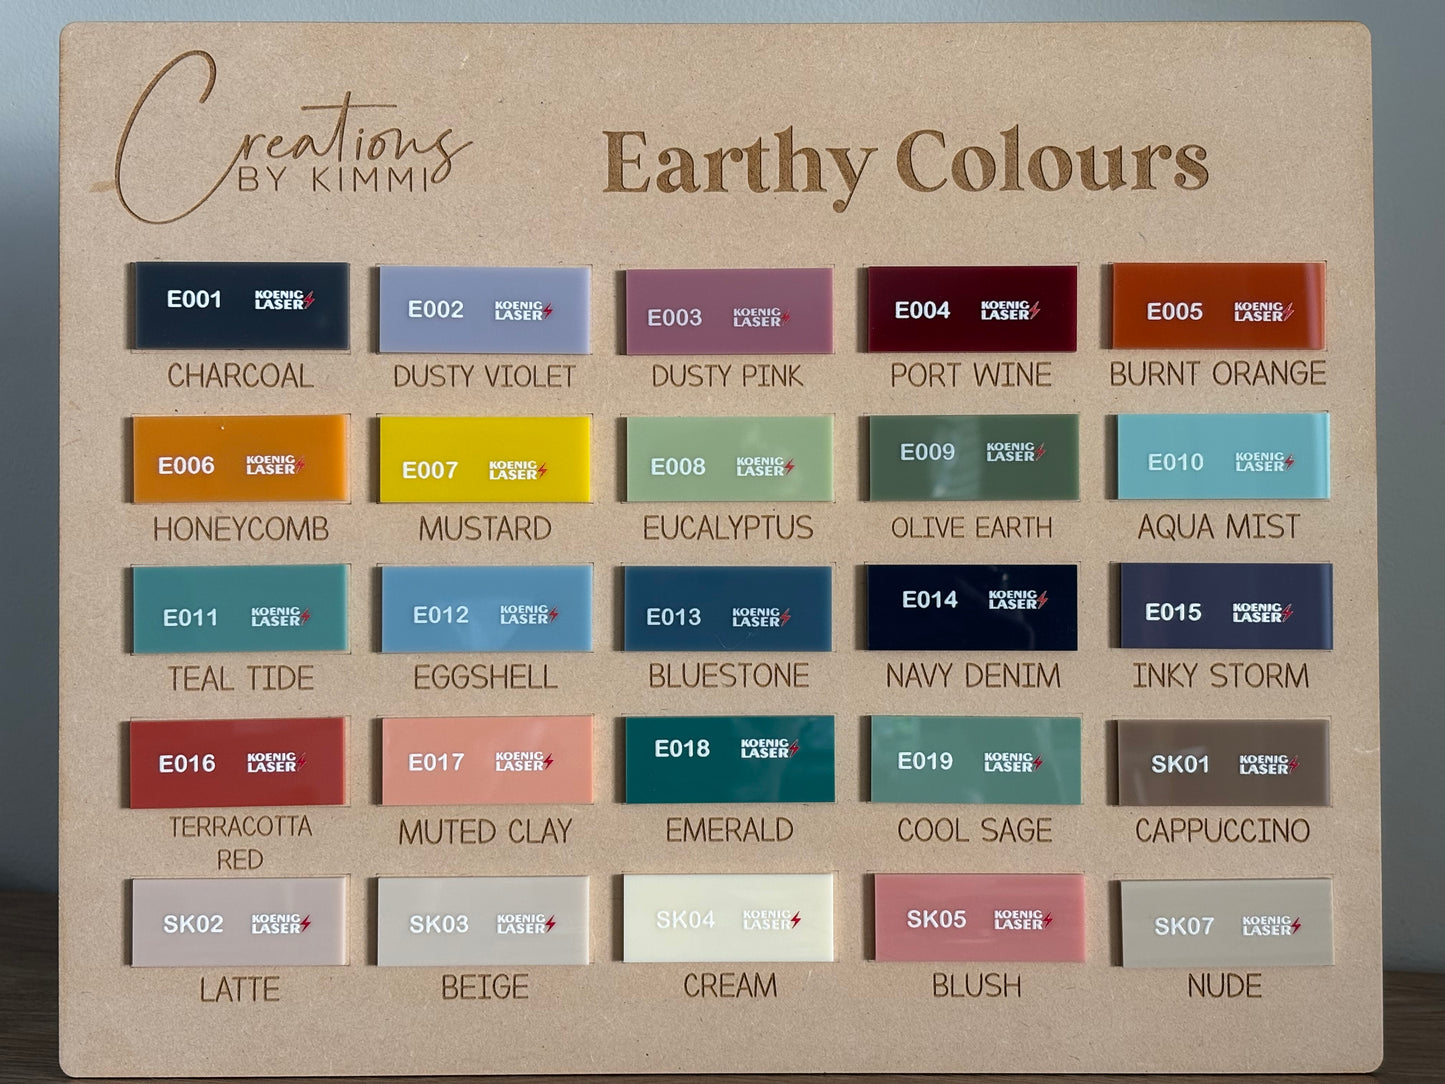 Creations
BY KIMMI
Earthy Colours
E001 KOENIG LASER
E002 KOENIG LASER
E003 KOENIG LASER
E004 KOENIG LASER
E005 KOENIG LASER
CHARCOAL
DUSTY VIOLET
DUSTY PINK
PORT WINE
BURNT ORANGE
E006 KOENIG LASER
E007 KOENIG LASER
E008 KOENIG LASER
E009 KOENIG LASER
E010 KOENIG LASER
HONEYCOMB
MUSTARD
EUCALYPTUS
OLIVE EARTH
AQUA MIST
E011 KOENIG LASER
E012 KOENIG LASER
E013 KOENIG LASER
E014 KOENIG LASER
E015 KOENIG LASER
TEAL TIDE
EGGSHELL
BLUESTONE
NAVY DENIM
INKY STORM
E016 KOENIG LASER
E017 KOENIG LASER
E018 KOENIG LASER
E019 KOENIG LASER
SK01 KOENIG LASER
TERRACOTTA
RED
MUTED CLAY
EMERALD
COOL SAGE
CAPPUCCINO
SK02 KOENIG LASER
SK03 KOENIG LASER
SK04 KOENIG LASER
SK05 KOENIG LASER
SK07 KOENIG LASER
LATTE
BEIGE
CREAM
BLUSH
NUDE